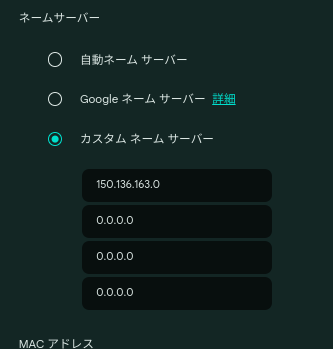 ネームサーバー
自動ネーム サーバー
Google ネーム サーバー 詳細
カスタム ネーム サーバー
150.136.163.0
0.0.0.0
0.0.0.0
0.0.0.0
MAC アドレス